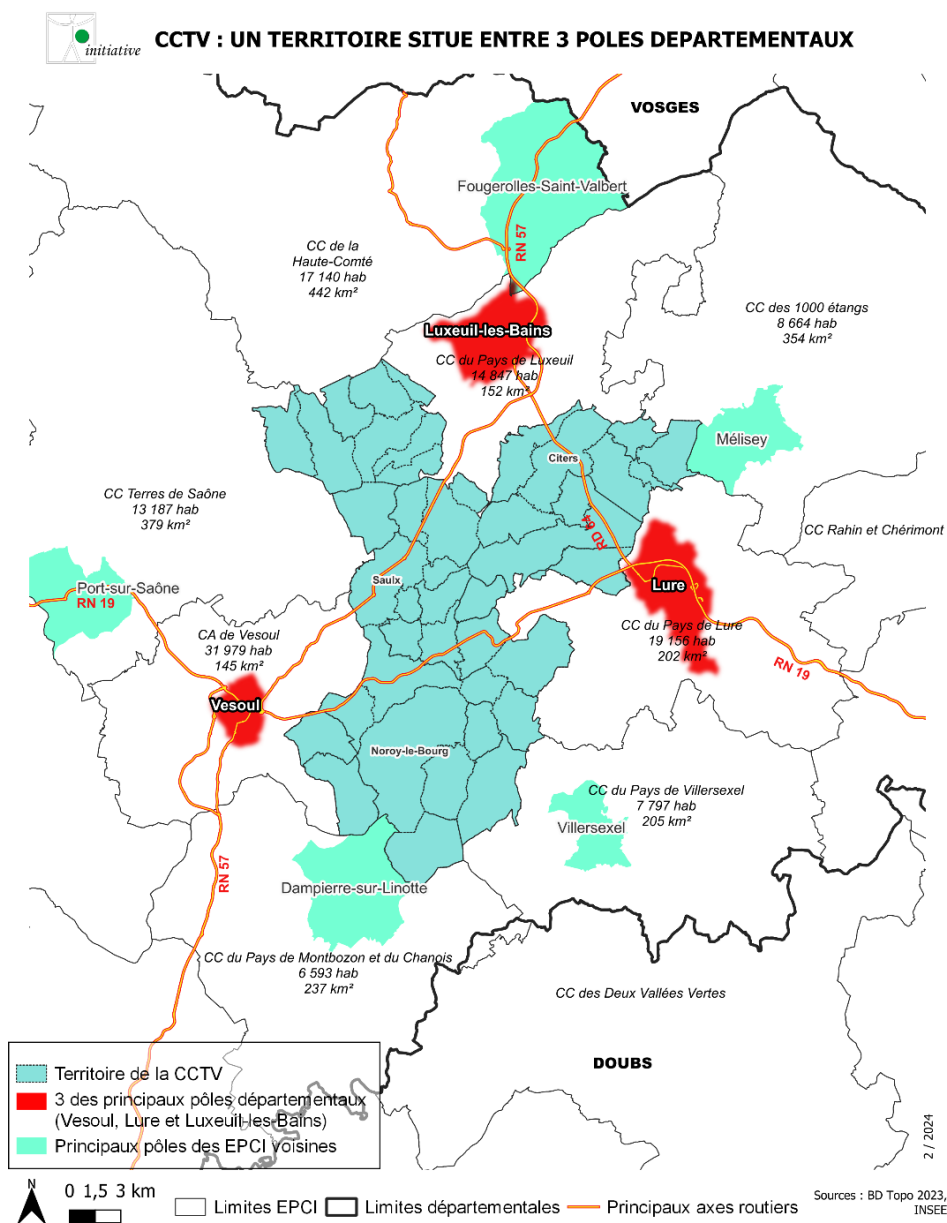 initiative
CCTV : UN TERRITOIRE SITUE ENTRE 3 POLES DEPARTEMENTAUX
VOSGES
Fougerolles-Saint-Valbert
RN 57
CC de la
Haute-Comté
17 140 hab
442 km²
CC des 1000 étangs
8 664 hab
354 km²
Luxeuil-les-Bains
CC du Pays de Luxeuil
14 847 hab
152 km²
Mélisey
Citers
CC Terres de Saône
13 187 hab
379 km²
RD 64
CC Rahin et Chérimont
Port-sur-Saône
RN 19
Saulx
Lure
CC du Pays de Lure
19 156 hab
202 km²
CA de Vesoul
31 979 hab
145 km²
RN 19
Vesoul
Noroy-le-Bourg
CC du Pays de Villersexel
7 797 hab
205 km²
Villersexel
RN 57
Dampierre-sur-Linotte
CC du Pays de Montbozon et du Chanois
6 593 hab
237 km²
CC des Deux Vallées Vertes
DOUBS
Territoire de la CCTV
3 des principaux pôles départementaux
(Vesoul, Lure et Luxeuil-les-Bains)
Principaux pôles des EPCI voisines
2 / 2024
N
0 1,5 3 km
Limites EPCI
Limites départementales
Principaux axes routiers
Sources : BD Topo 2023,
INSEE